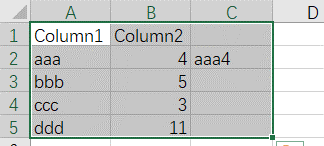 A B C D
1 Column1 Column2
2 aaa 4 aaa4
3 bbb 5
4 ccc 3
5 ddd 11